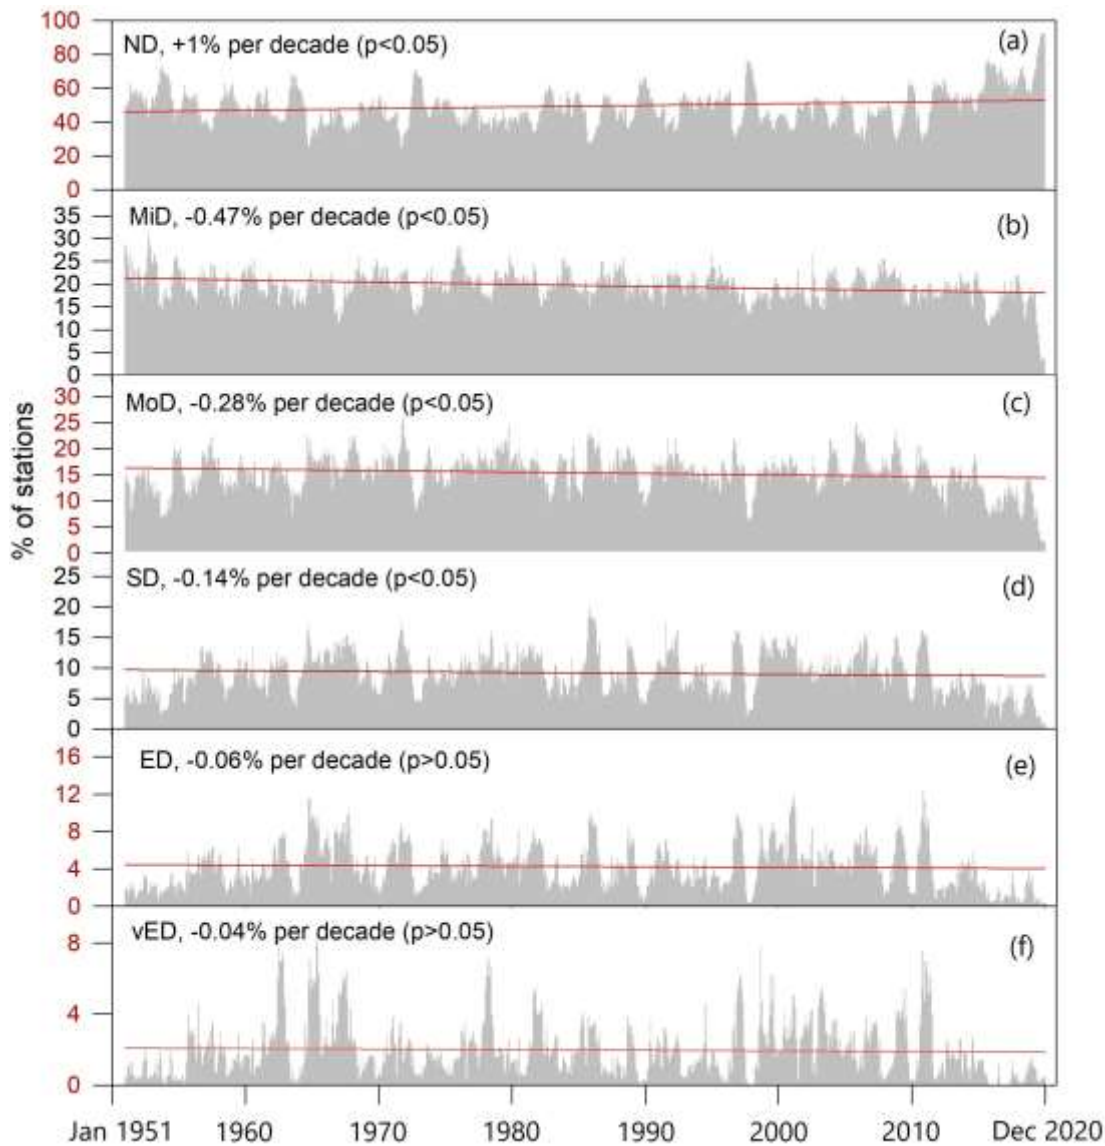 100
80
60
40
20
0
ND, +1% per decade (p<0.05)
(a)
35
30
25
20
15
10
5
0
MiD, -0.47% per decade (p<0.05)
(b)
30
25
20
15
10
5
0
MoD, -0.28% per decade (p<0.05)
(c)
% of stations
25
20
15
10
5
0
SD, -0.14% per decade (p<0.05)
(d)
16
12
8
4
0
ED, -0.06% per decade (p>0.05)
(e)
8
4
0
vED, -0.04% per decade (p>0.05)
(f)
Jan 1951 1960 1970 1980 1990 2000 2010 Dec 2020